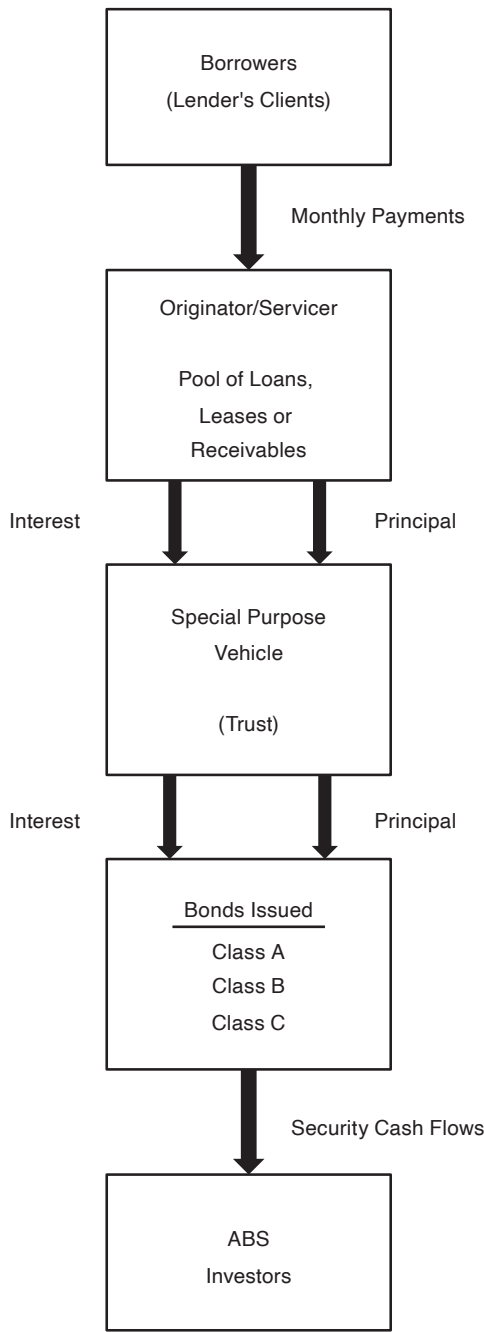 Borrowers
(Lender's Clients)
Monthly Payments
Originator/Servicer
Pool of Loans,
Leases or
Receivables
Interest
Principal
Special Purpose
Vehicle
(Trust)
Interest
Principal
Bonds Issued
Class A
Class B
Class C
Security Cash Flows
ABS
Investors